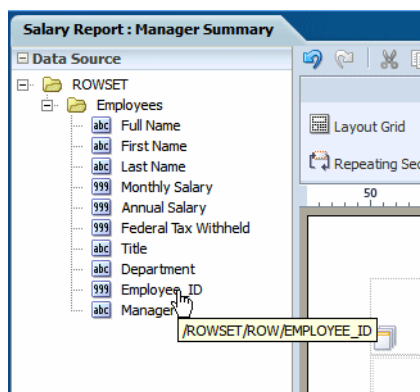 Salary Report : Manager Summary
Data Source
ROWSET
Employees
abc Full Name
abc First Name
abc Last Name
999 Monthly Salary
999 Annual Salary
999 Federal Tax Withheld
abc Title
abc Department
999 Employee_ID
abc Manager
/ROWSET/ROW/EMPLOYEE_ID
Layout Grid
Repeating Sec
50